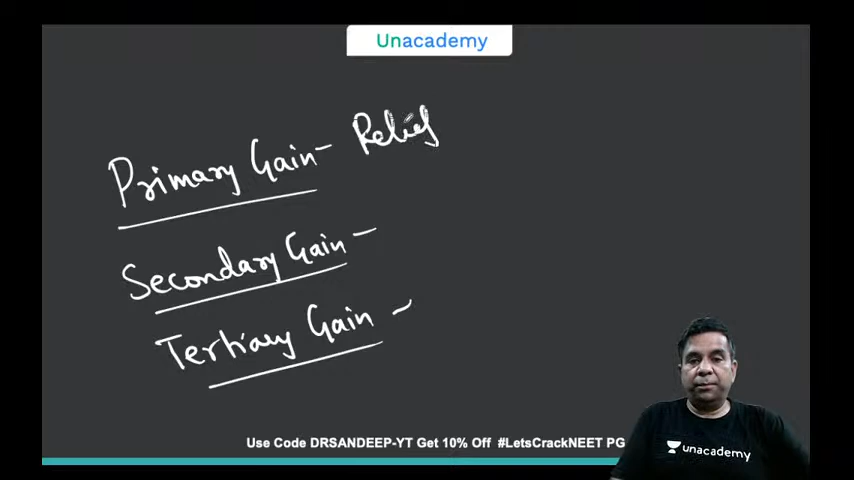 Unacademy
Primary Gain - Relief
Secondary Gain -
Tertiary Gain -
Use Code DRSANDEEP-YT Get 10% Off #LetsCrackNEET PG
unacademy